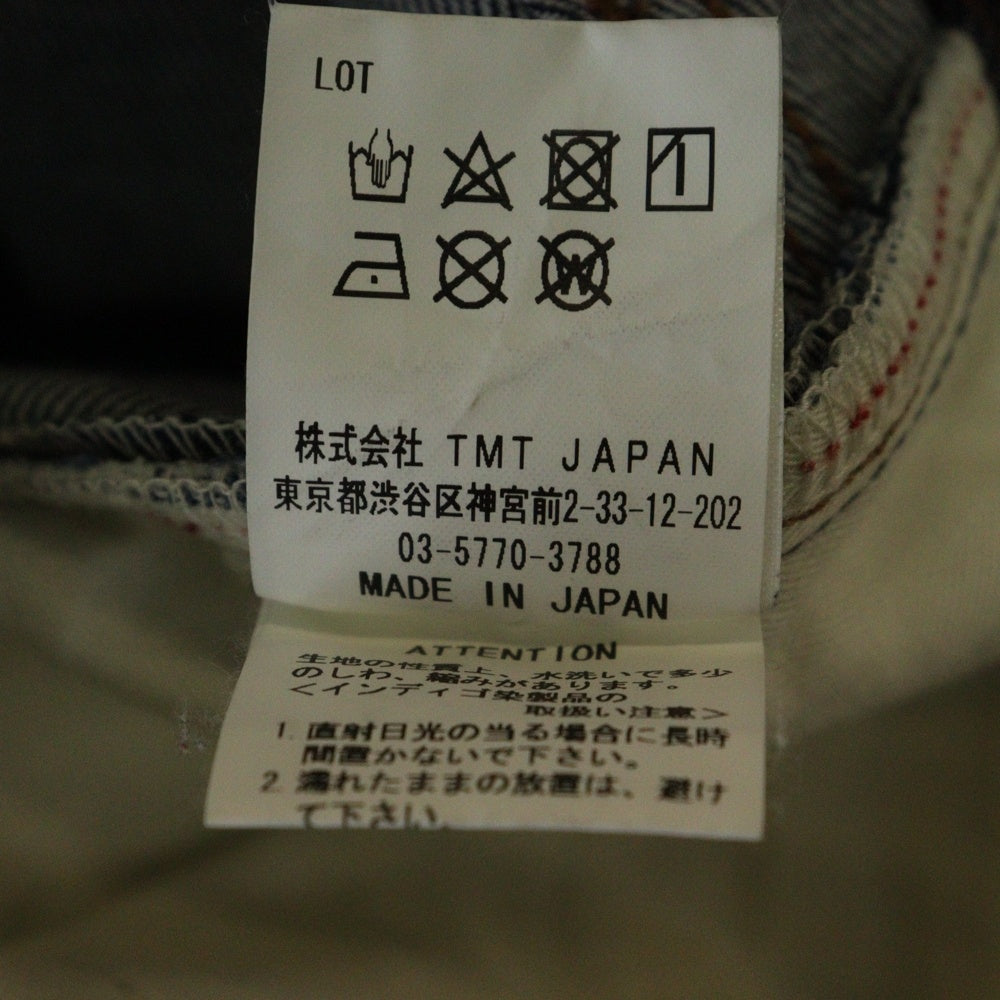 LOT
株式会社 TMT JAPAN
東京都渋谷区神宮前2-33-12-202
03-5770-3788
MADE IN JAPAN
ATTENTION
生地の性質上、水洗いで多少
のしわ、縮みがあります。
＜インディゴ染製品の
取扱い注意＞
1. 直射日光の当る場合に長時
間置かないで下さい。
2. 濡れたままの放置は、避け
て下さい。